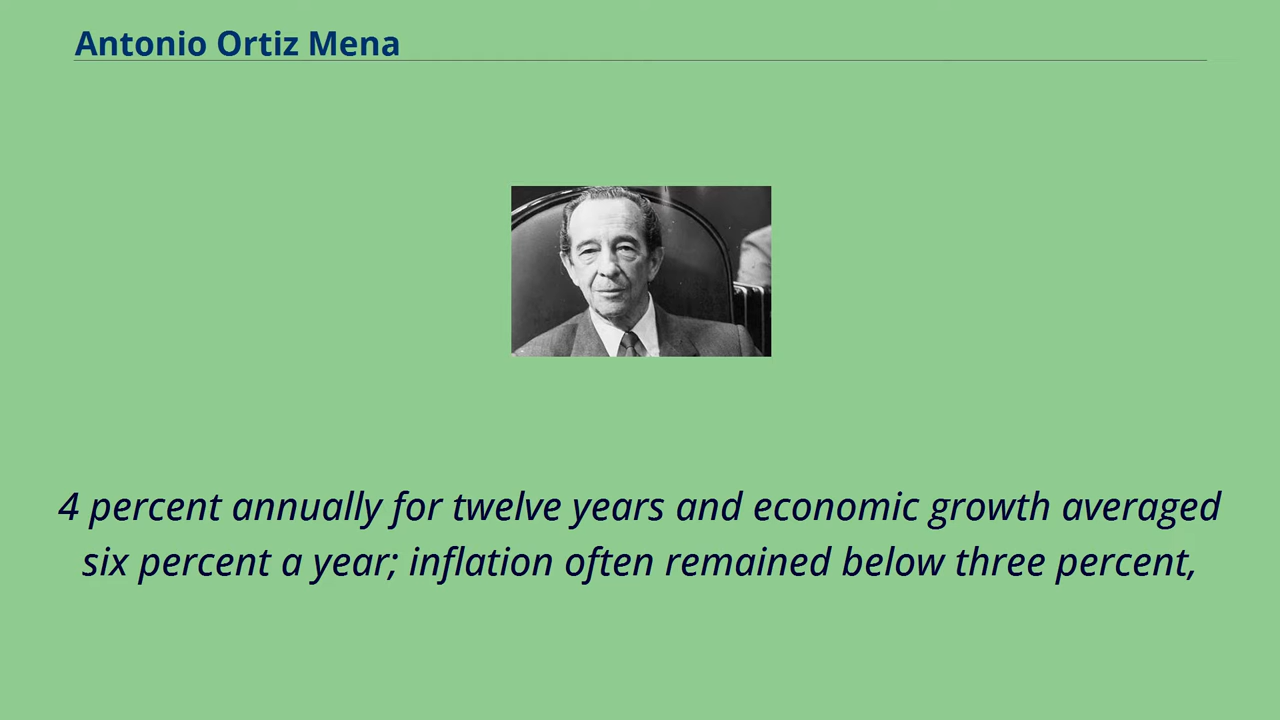 Antonio Ortiz Mena
4 percent annually for twelve years and economic growth averaged
six percent a year; inflation often remained below three percent,